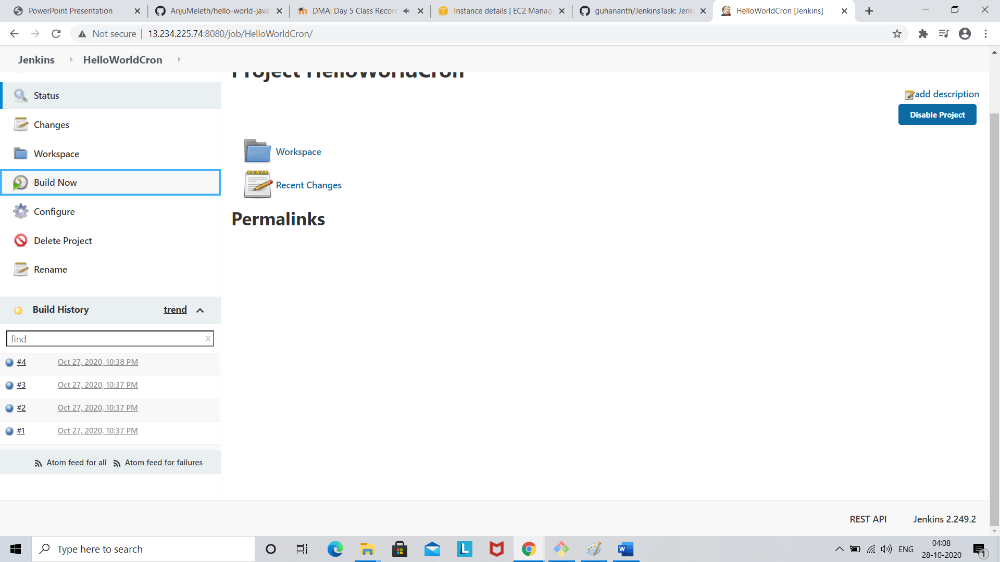 PowerPoint Presentation
AnjuMeleth/hello-world-java
DMA: Day 5 Class Record
Instance details | EC2 Manag
guhananth/JenkinsTask: Jenk
HelloWorldCron [Jenkins]
Not secure | 13.234.225.74:8080/job/HelloWorldCron/
Jenkins HelloWorldCron
Project HelloWorldCron
Status
add description
Disable Project
Changes
Workspace
Workspace
Build Now
Recent Changes
Configure
Permalinks
Delete Project
Rename
Build History trend
find x
#4 Oct 27, 2020, 10:38 PM
#3 Oct 27, 2020, 10:37 PM
#2 Oct 27, 2020, 10:37 PM
#1 Oct 27, 2020, 10:37 PM
Atom feed for all Atom feed for failures
REST API Jenkins 2.249.2
Type here to search
L
W
ENG
04:08
28-10-2020
1